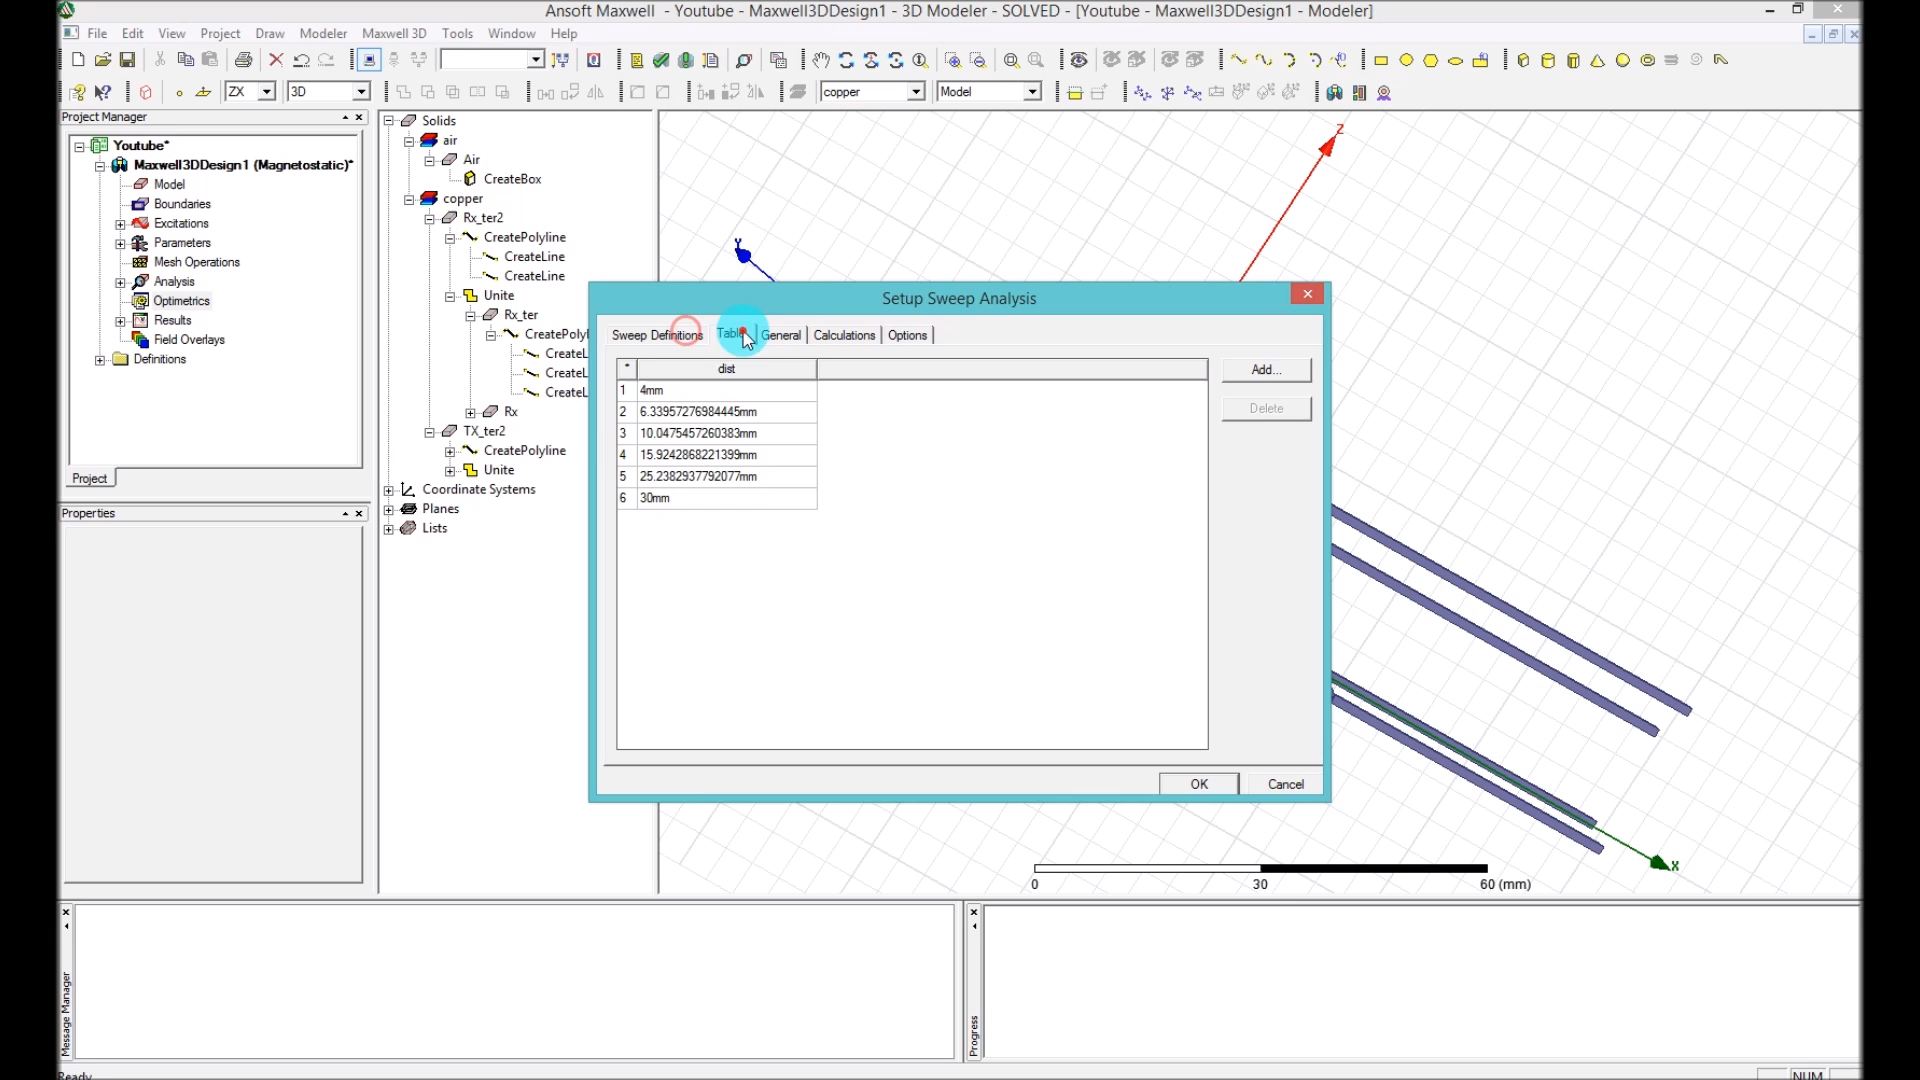 Ansoft Maxwell - Youtube - Maxwell3DDesign1 - 3D Modeler - SOLVED - [Youtube - Maxwell3DDesign1 - Modeler]
File Edit View Project Draw Modeler Maxwell 3D Tools Window Help
ZX 3D copper Model
Project Manager
Youtube*
Maxwell3DDesign1 (Magnetostatic)*
Model
Boundaries
Excitations
Parameters
Mesh Operations
Analysis
Optimetrics
Results
Field Overlays
Definitions
Project
Properties
Solids
air
Air
CreateBox
copper
Rx_ter2
CreatePolyline
CreateLine
CreateLine
Unite
Rx_ter
CreatePoly
CreateL
CreateL
CreateL
Rx
TX_ter2
CreatePolyline
Unite
Coordinate Systems
Planes
Lists
Z
Y
X
Setup Sweep Analysis
Sweep Definitions Table General Calculations Options
* dist
1 4mm
2 6.33957276984445mm
3 10.0475457260383mm
4 15.9242868221399mm
5 25.2382937792077mm
6 30mm
Add...
Delete
OK Cancel
0 30 60 (mm)
Message Manager
Progress
Ready
NUM